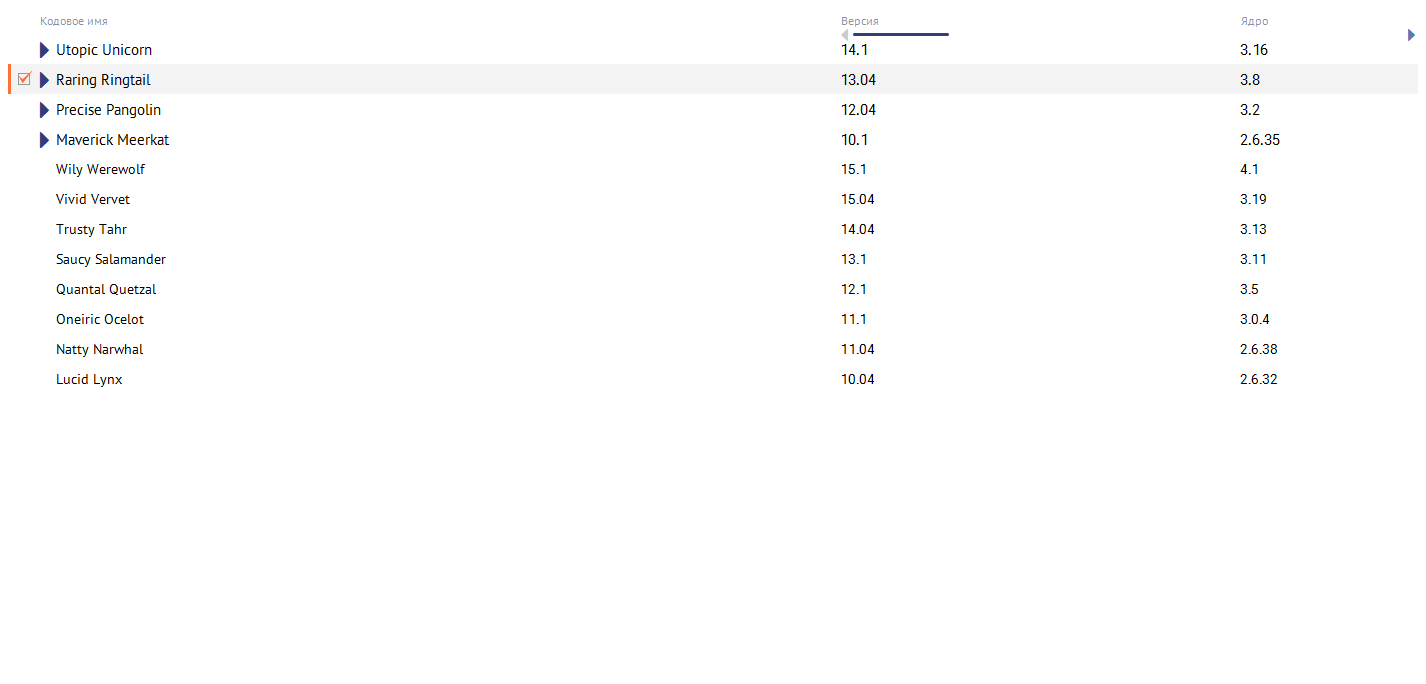 Кодовое имя Версия Ядро
Utopic Unicorn 14.1 3.16
Raring Ringtail 13.04 3.8
Precise Pangolin 12.04 3.2
Maverick Meerkat 10.1 2.6.35
Wily Werewolf 15.1 4.1
Vivid Vervet 15.04 3.19
Trusty Tahr 14.04 3.13
Saucy Salamander 13.1 3.11
Quantal Quetzal 12.1 3.5
Oneiric Ocelot 11.1 3.0.4
Natty Narwhal 11.04 2.6.38
Lucid Lynx 10.04 2.6.32